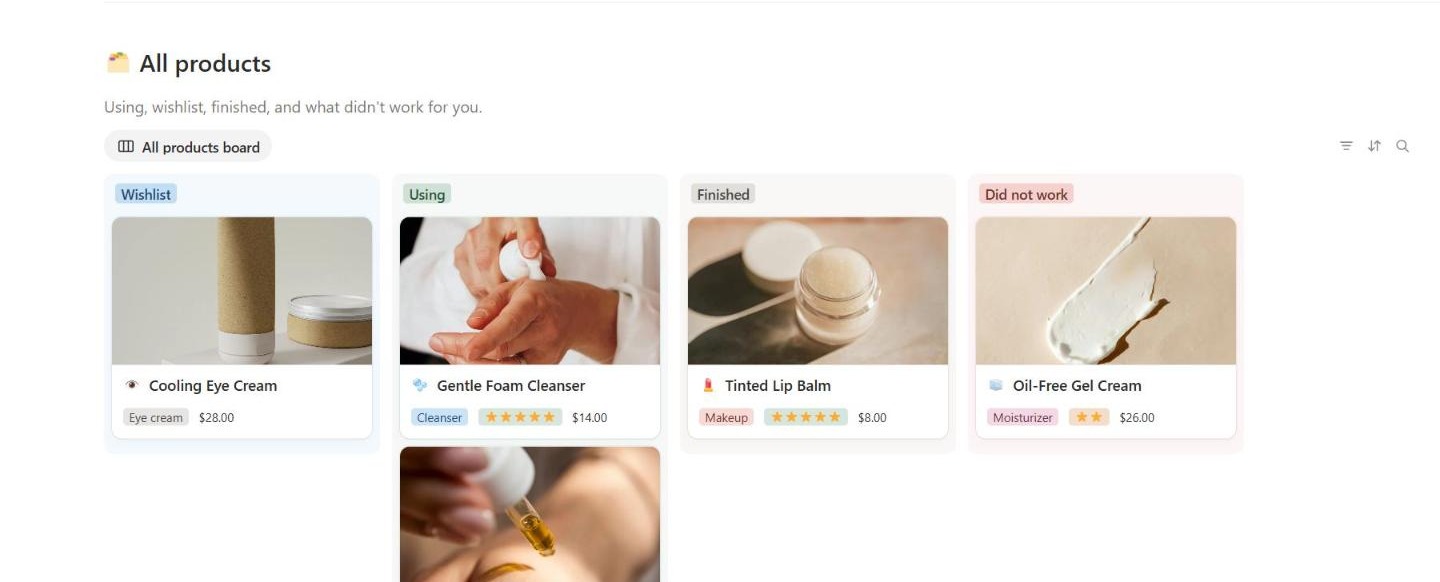 All products
Using, wishlist, finished, and what didn't work for you.
All products board
Wishlist
Cooling Eye Cream
Eye cream $28.00
Using
Gentle Foam Cleanser
Cleanser ★★★★★ $14.00
Finished
Tinted Lip Balm
Makeup ★★★★★ $8.00
Did not work
Oil-Free Gel Cream
Moisturizer ★★ $26.00